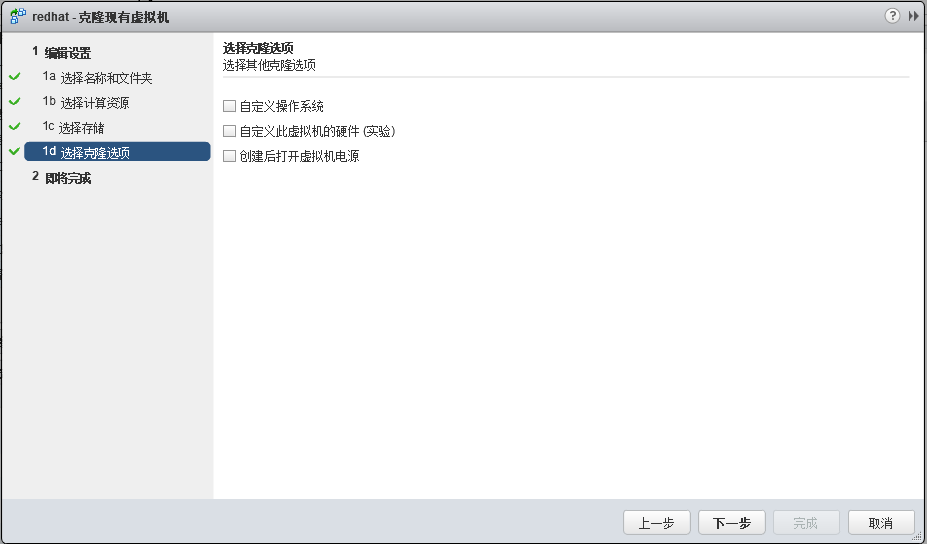 redhat - 克隆现有虚拟机
?
1 编辑设置
1a 选择名称和文件夹
1b 选择计算资源
1c 选择存储
1d 选择克隆选项
2 即将完成
选择克隆选项
选择其他克隆选项
自定义操作系统
自定义此虚拟机的硬件 (实验)
创建后打开虚拟机电源
上一步 下一步 完成 取消